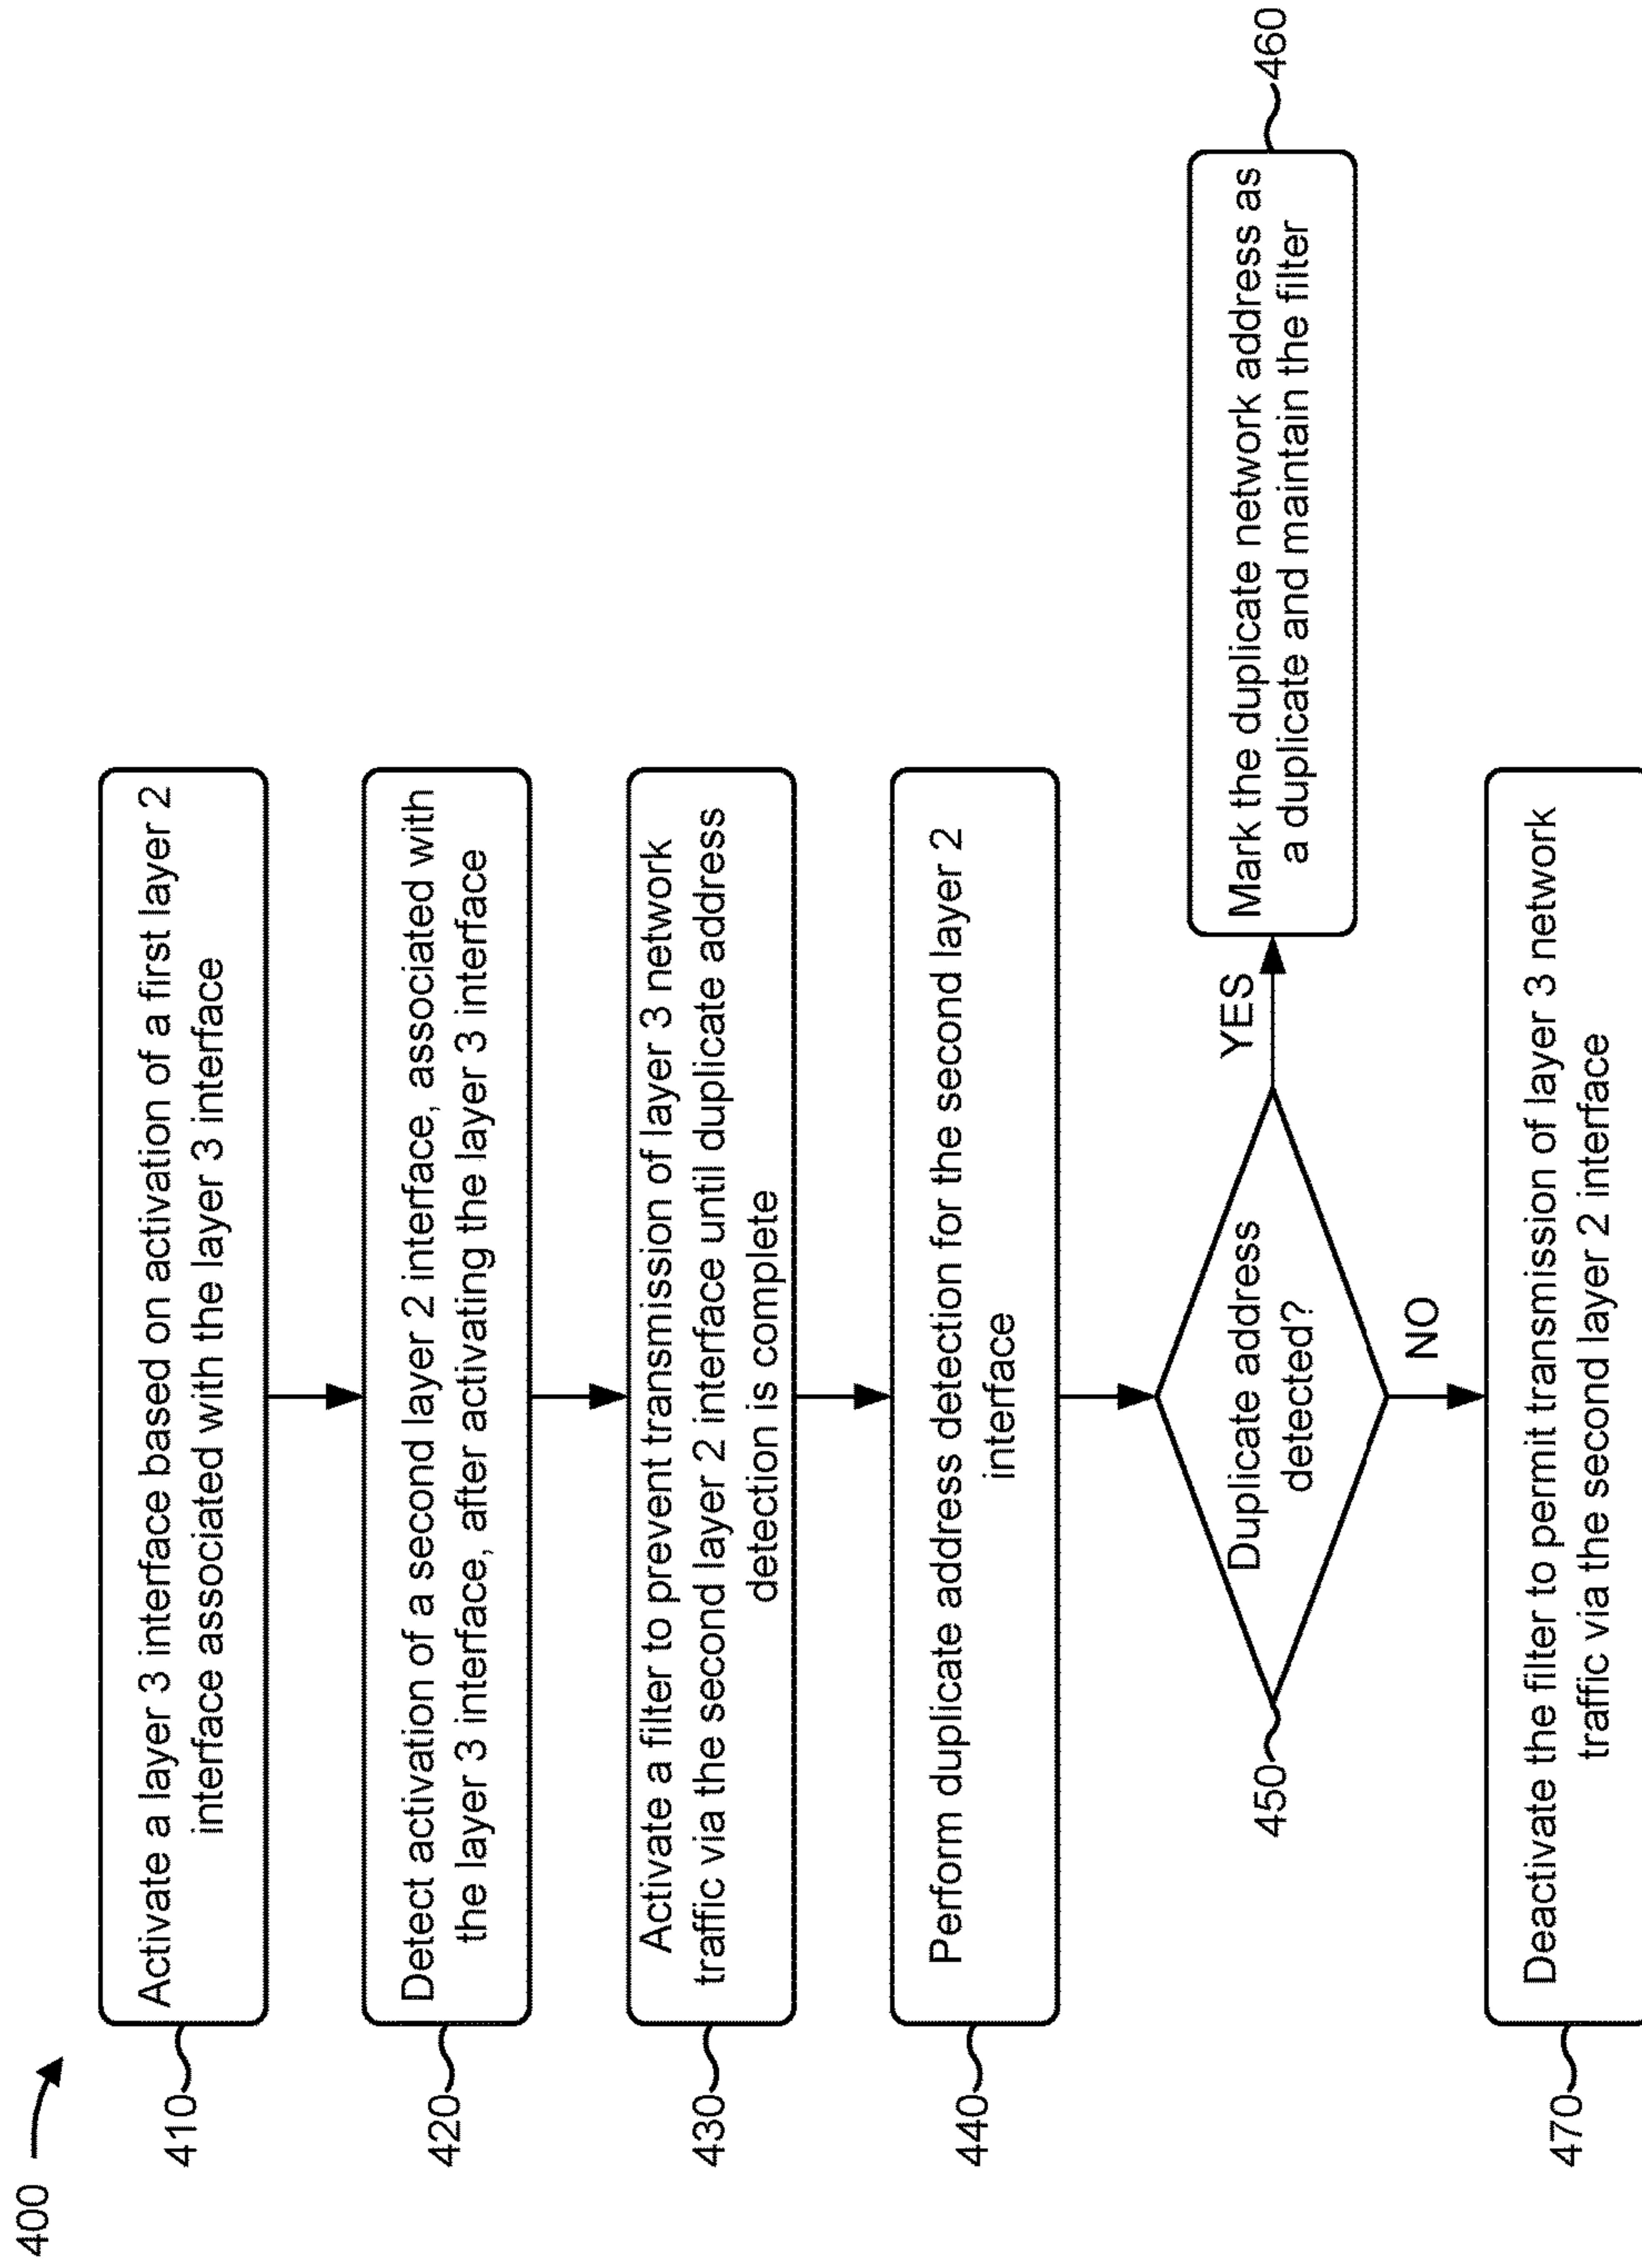 400
410
Activate a layer 3 interface based on activation of a first layer 2
interface associated with the layer 3 interface
420
Detect activation of a second layer 2 interface, associated with
the layer 3 interface, after activating the layer 3 interface
430
Activate a filter to prevent transmission of layer 3 network
traffic via the second layer 2 interface until duplicate address
detection is complete
440
Perform duplicate address detection for the second layer 2
interface
450
Duplicate address
detected?
YES
460
Mark the duplicate network address as
a duplicate and maintain the filter
NO
470
Deactivate the filter to permit transmission of layer 3 network
traffic via the second layer 2 interface